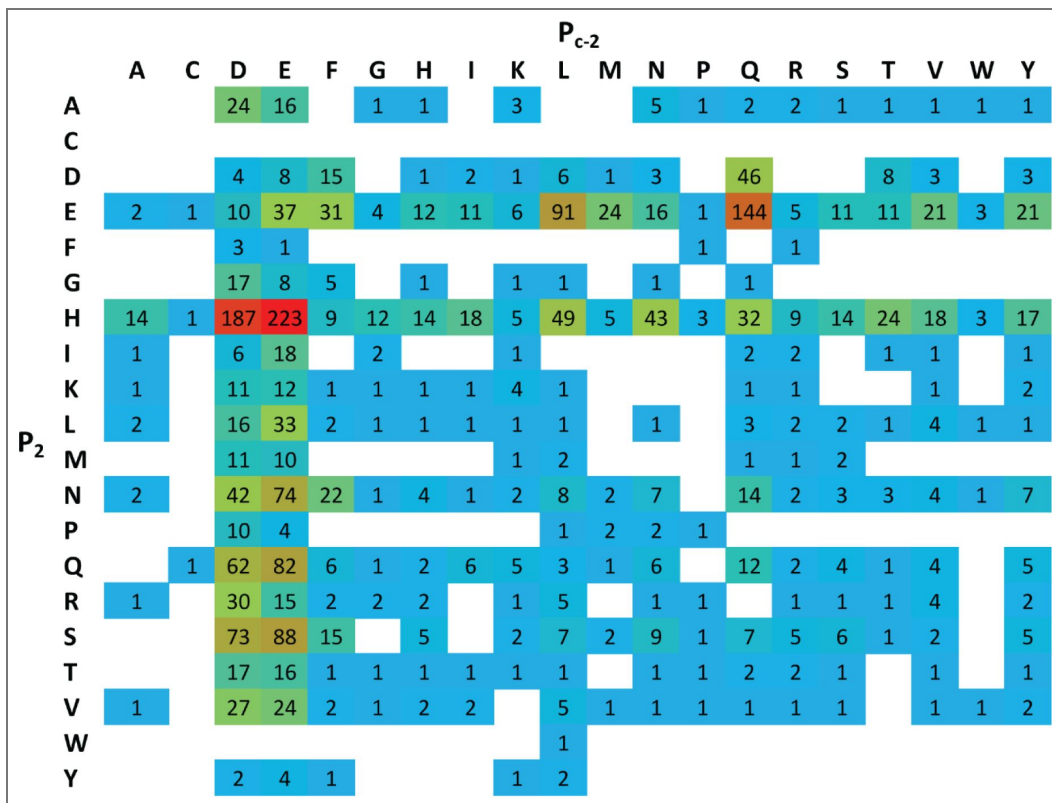 Pc-2
A C D E F G H I K L M N P Q R S T V W Y
A 24 16 1 1 3 5 1 2 2 1 1 1 1 1
C
D 4 8 15 1 2 1 6 1 3 46 8 3 3
E 2 1 10 37 31 4 12 11 6 91 24 16 1 144 5 11 11 21 3 21
F 3 1 1 1
G 17 8 5 1 1 1 1 1
H 14 1 187 223 9 12 14 18 5 49 5 43 3 32 9 14 24 18 3 17
I 1 6 18 2 1 2 2 1 1 1
K 1 11 12 1 1 1 1 4 1 1 1 1 2
L 2 16 33 2 1 1 1 1 1 1 3 2 2 1 4 1 1
P2
M 11 10 1 2 1 1 2
N 2 42 74 22 1 4 1 2 8 2 7 14 2 3 3 4 1 7
P 10 4 1 2 2 1
Q 1 62 82 6 1 2 6 5 3 1 6 12 2 4 1 4 5
R 1 30 15 2 2 2 1 5 1 1 1 1 1 4 2
S 73 88 15 5 2 7 2 9 1 7 5 6 1 2 5
T 17 16 1 1 1 1 1 1 1 1 2 2 1 1 1
V 1 27 24 2 1 2 2 5 1 1 1 1 1 1 1 1 2
W 1
Y 2 4 1 1 2